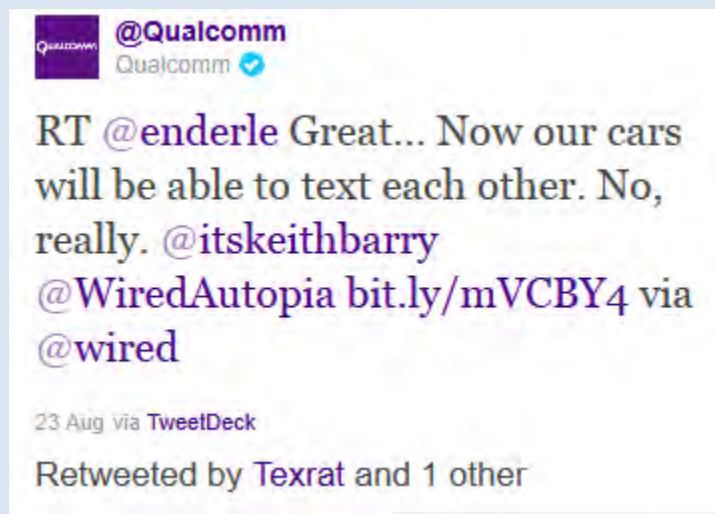 QUALCOMM
@Qualcomm
Qualcomm
RT @enderle Great... Now our cars
will be able to text each other. No,
really. @itskeithbarry
@WiredAutopia bit.ly/mVCBY4 via
@wired
23 Aug via TweetDeck
Retweeted by Texrat and 1 other